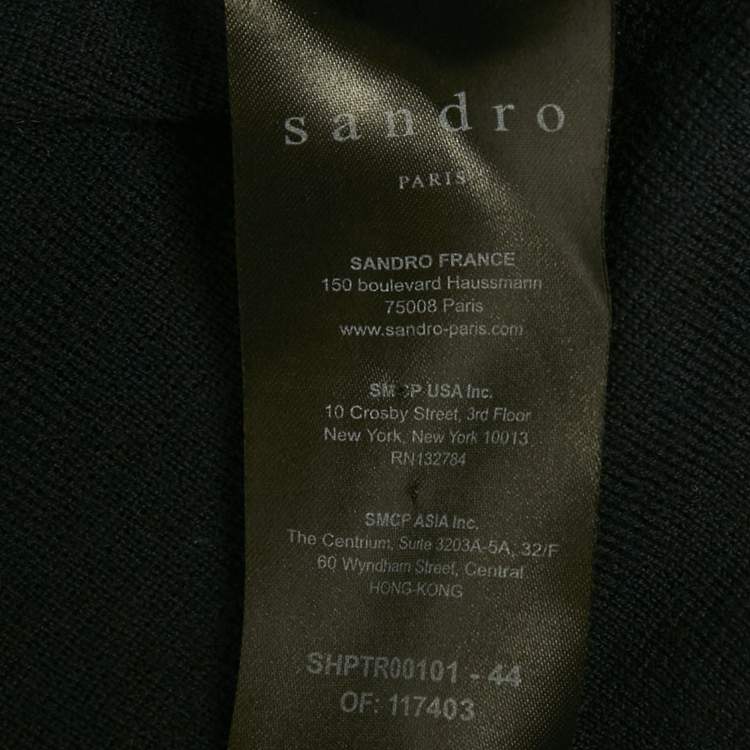 sandro
PARIS
SANDRO FRANCE
150 boulevard Haussmann
75008 Paris
www.sandro-paris.com
SMCP USA Inc.
10 Crosby Street, 3rd Floor
New York, New York 10013
RN132784
SMCP ASIA Inc.
The Centrium, Suite 3203A-5A, 32/F
60 Wyndham Street, Central
HONG-KONG
SHPTR00101 - 44
OF: 117403